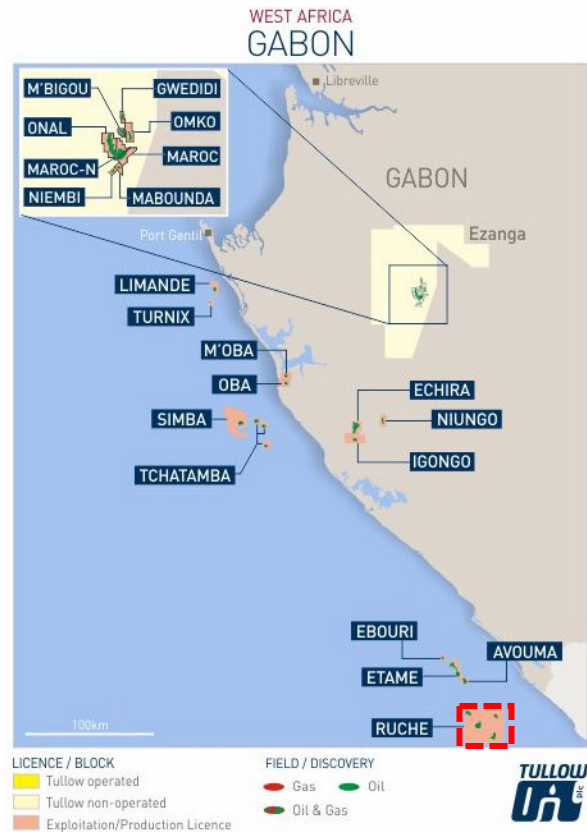 WEST AFRICA
GABON
Libreville
M'BIGOU
GWEDIDI
ONAL
OMKO
MAROC-N
MAROC
NIEMBI
MABOUNDA
GABON
Port Gentil
Ezanga
LIMANDE
TURNIX
M'OBA
OBA
ECHIRA
SIMBA
NIUNGO
IGONGO
TCHATAMBA
EBOURI
AVOUMA
ETAME
RUCHE
100km
LICENCE / BLOCK
Tullow operated
Tullow non-operated
Exploitation/Production Licence
FIELD / DISCOVERY
Gas
Oil
Oil & Gas
TULLOW
Oil
plc